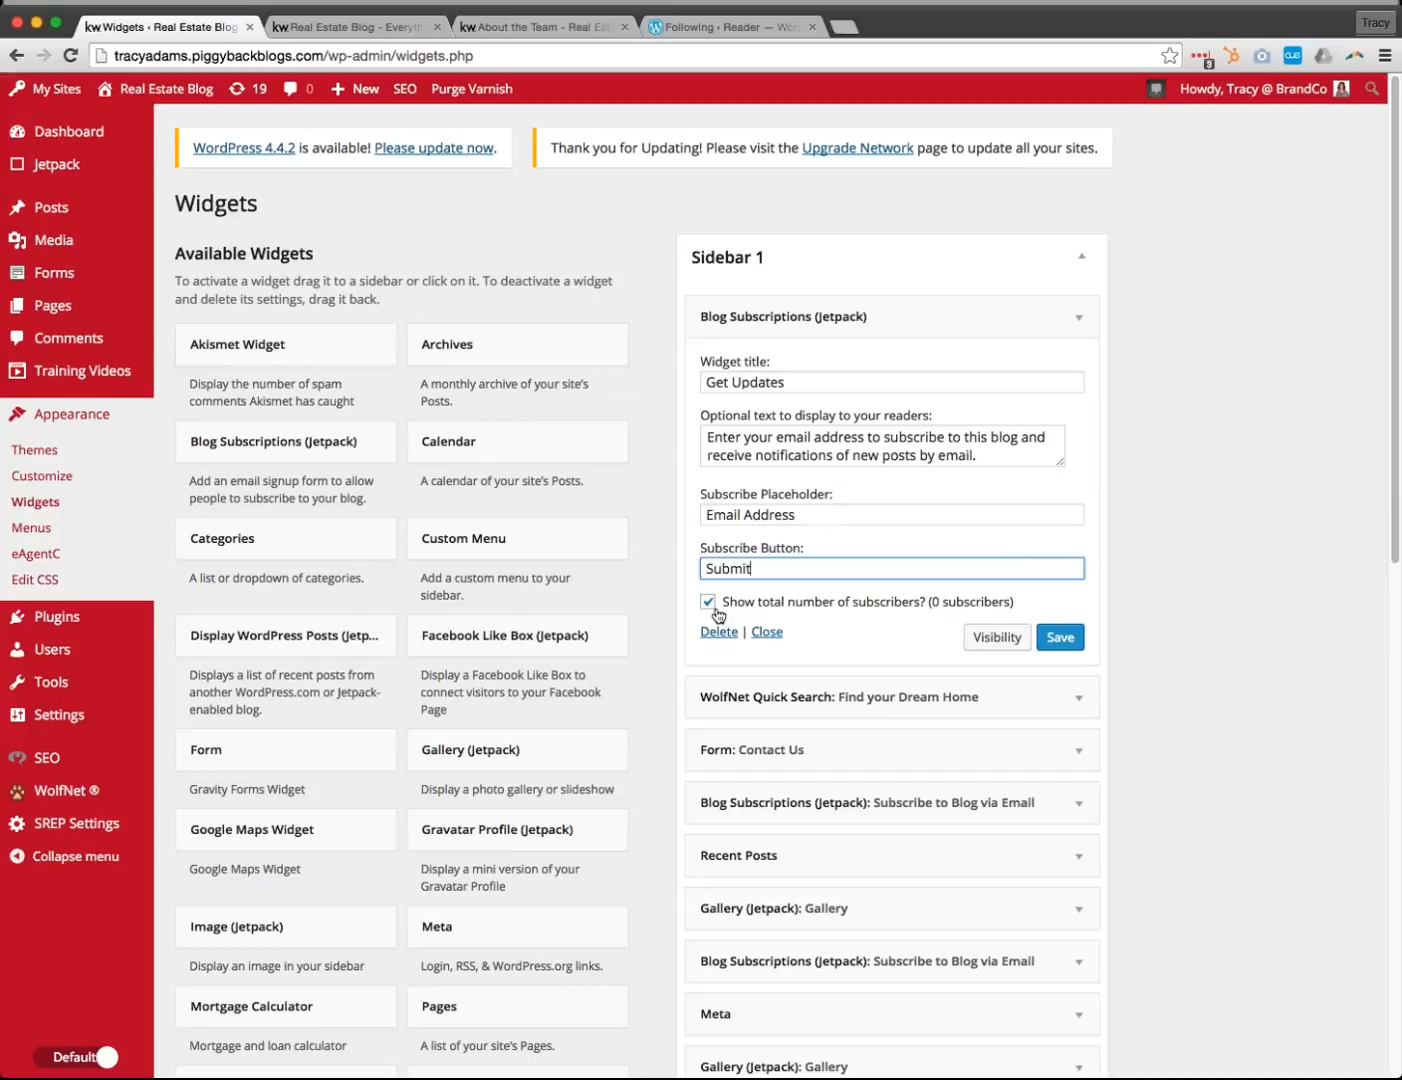 Widgets ‹ Real Estate Blog
Real Estate Blog – Everyth
About the Team – Real Est
Following ‹ Reader — Wor
Tracy
tracyadams.piggybackblogs.com/wp-admin/widgets.php
My Sites
Real Estate Blog
19
0
New
SEO
Purge Varnish
Howdy, Tracy @ BrandCo
Dashboard
Jetpack
Posts
Media
Forms
Pages
Comments
Training Videos
Appearance
Themes
Customize
Widgets
Menus
eAgentC
Edit CSS
Plugins
Users
Tools
Settings
SEO
WolfNet ®
SREP Settings
Collapse menu
Default
WordPress 4.4.2 is available! Please update now.
Thank you for Updating! Please visit the Upgrade Network page to update all your sites.
Widgets
Available Widgets
To activate a widget drag it to a sidebar or click on it. To deactivate a widget
and delete its settings, drag it back.
Akismet Widget
Display the number of spam
comments Akismet has caught
Archives
A monthly archive of your site's
Posts.
Blog Subscriptions (Jetpack)
Add an email signup form to allow
people to subscribe to your blog.
Calendar
A calendar of your site's Posts.
Categories
A list or dropdown of categories.
Custom Menu
Add a custom menu to your
sidebar.
Display WordPress Posts (Jetp...
Displays a list of recent posts from
another WordPress.com or Jetpack-
enabled blog.
Facebook Like Box (Jetpack)
Display a Facebook Like Box to
connect visitors to your Facebook
Page
Form
Gravity Forms Widget
Gallery (Jetpack)
Display a photo gallery or slideshow
Google Maps Widget
Google Maps Widget
Gravatar Profile (Jetpack)
Display a mini version of your
Gravatar Profile
Image (Jetpack)
Display an image in your sidebar
Meta
Login, RSS, & WordPress.org links.
Mortgage Calculator
Mortgage and loan calculator
Pages
A list of your site's Pages.
Sidebar 1
Blog Subscriptions (Jetpack)
Widget title:
Get Updates
Optional text to display to your readers:
Enter your email address to subscribe to this blog and
receive notifications of new posts by email.
Subscribe Placeholder:
Email Address
Subscribe Button:
Submit
Show total number of subscribers? (0 subscribers)
Delete | Close
Visibility
Save
WolfNet Quick Search: Find your Dream Home
Form: Contact Us
Blog Subscriptions (Jetpack): Subscribe to Blog via Email
Recent Posts
Gallery (Jetpack): Gallery
Blog Subscriptions (Jetpack): Subscribe to Blog via Email
Meta
Gallery (Jetpack): Gallery